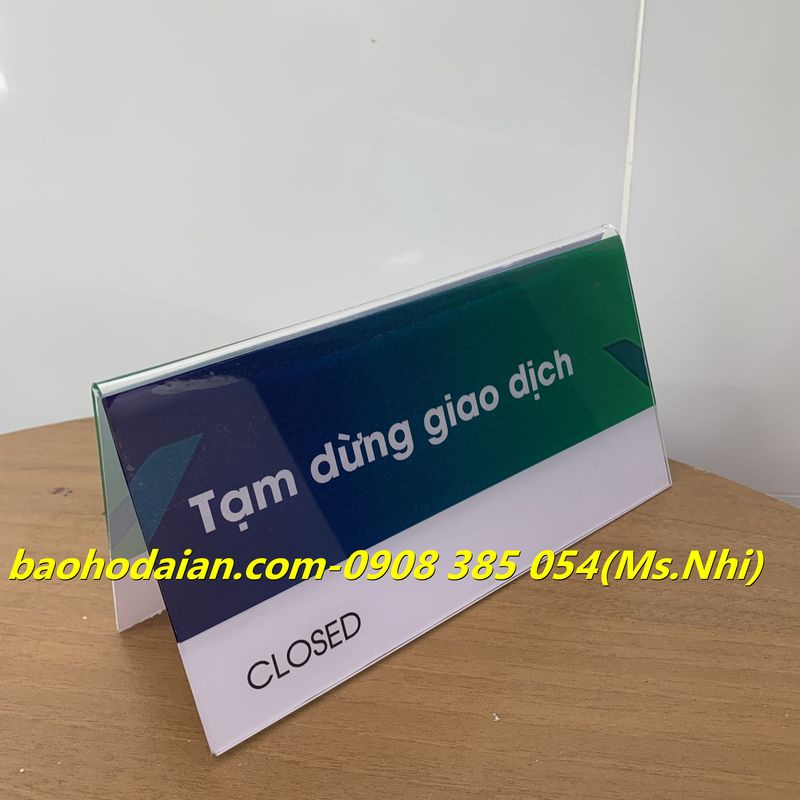 Tạm dừng giao dịch
baohodaian.com-0908 385 054(Ms.Nhi)
CLOSED